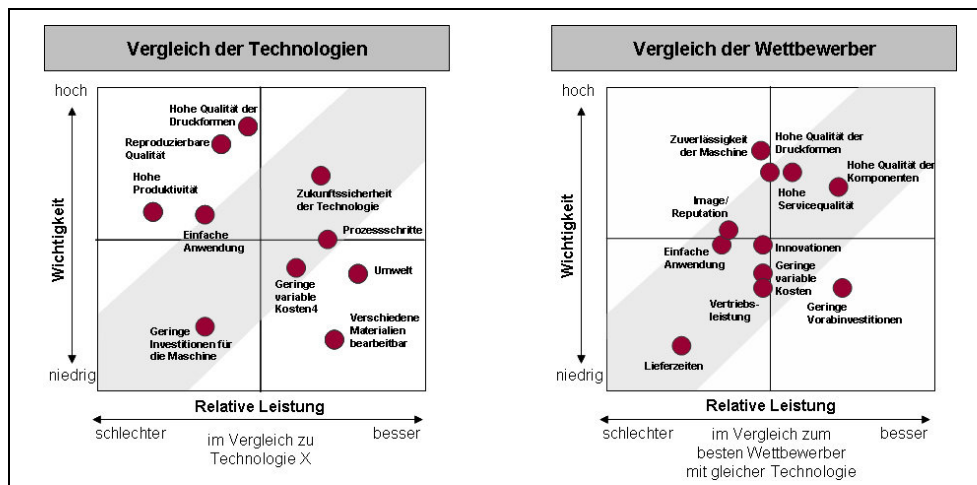 Vergleich der Technologien
hoch
Wichtigkeit
niedrig
Hohe Qualität der
Druckformen
Reproduzierbare
Qualität
Hohe
Produktivität
Zukunftssicherheit
der Technologie
Einfache
Anwendung
Prozessschritte
Umwelt
Geringe
variable
Kosten4
Geringe
Investitionen für
die Maschine
Verschiedene
Materialien
bearbeitbar
Relative Leistung
schlechter
besser
im Vergleich zu
Technologie X
Vergleich der Wettbewerber
hoch
Wichtigkeit
niedrig
Zuverlässigkeit
der Maschine
Hohe Qualität der
Druckformen
Hohe Qualität der
Komponenten
Hohe
Servicequalität
Image/
Reputation
Einfache
Anwendung
Innovationen
Geringe
variable
Kosten
Vertriebs-
leistung
Geringe
Vorabinvestitionen
Lieferzeiten
Relative Leistung
schlechter
besser
im Vergleich zum
besten Wettbewerber
mit gleicher Technologie